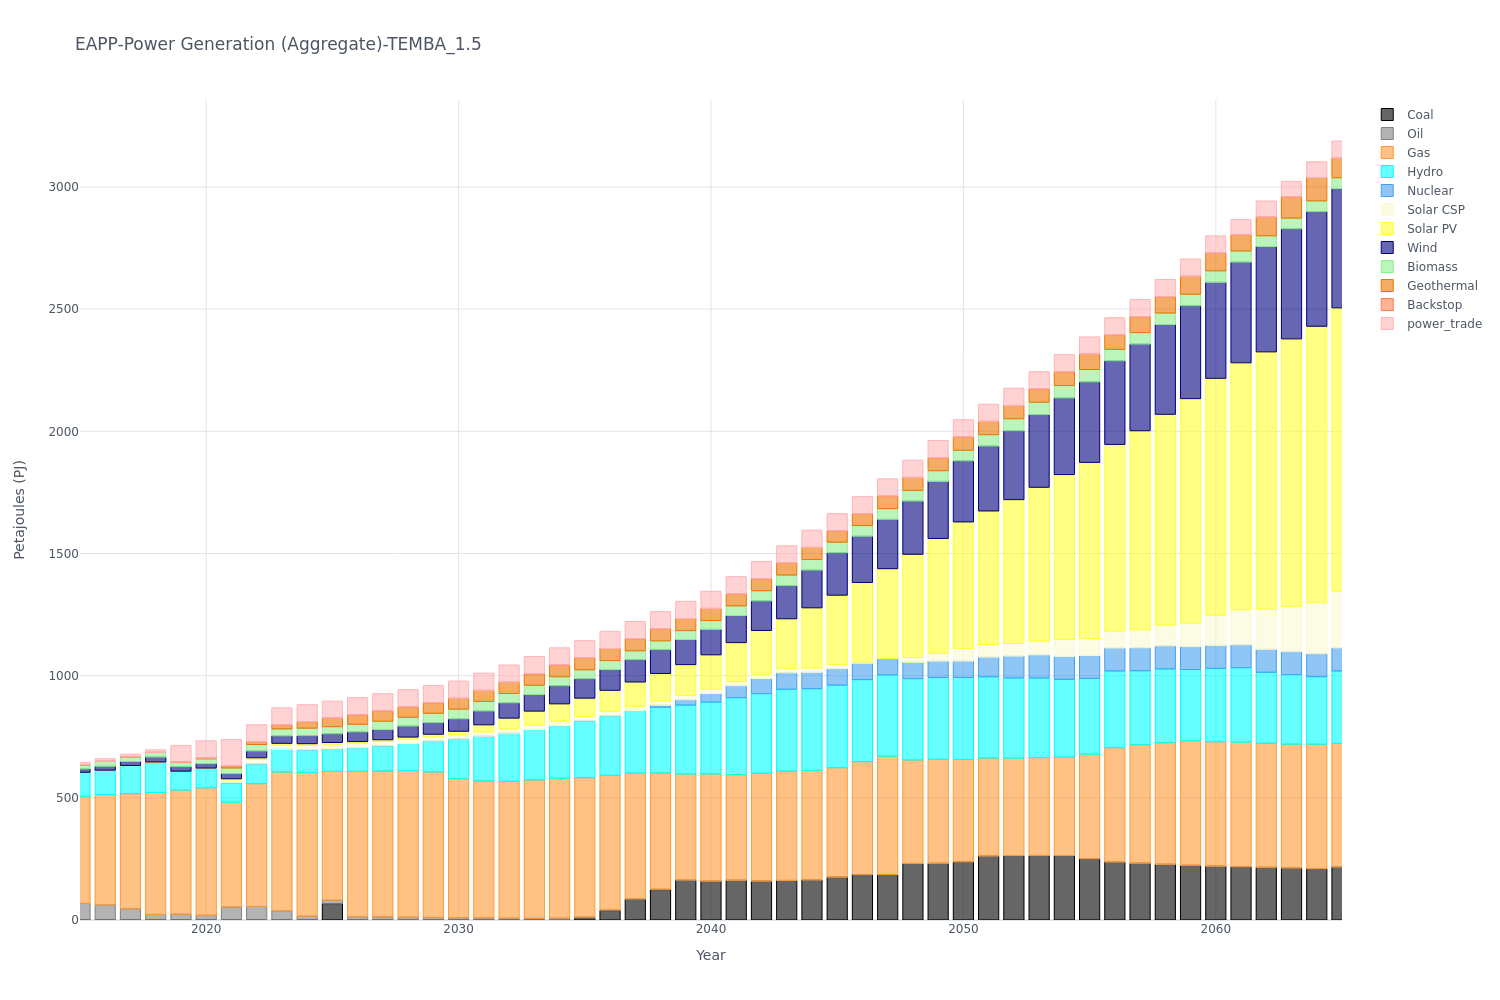 EAPP-Power Generation (Aggregate)-TEMBA_1.5
Petajoules (PJ)
3000
2500
2000
1500
1000
500
0
2020
2030
2040
2050
2060
Year
Coal
Oil
Gas
Hydro
Nuclear
Solar CSP
Solar PV
Wind
Biomass
Geothermal
Backstop
power_trade